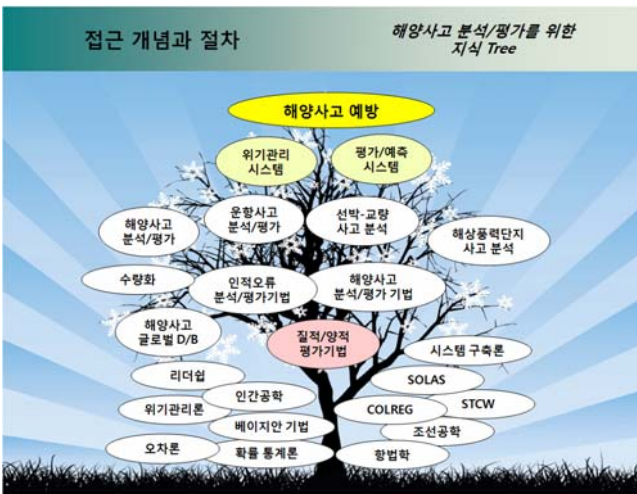 접근 개념과 절차
해양사고 분석/평가를 위한
지식 Tree
해양사고 예방
위기관리
시스템
평가/예측
시스템
해양사고
분석/평가
운항사고
분석/평가
선박-교량
사고 분석
해상풍력단지
사고 분석
수량화
인적오류
분석/평가기법
해양사고
분석/평가 기법
해양사고
글로벌 D/B
질적/양적
평가기법
시스템 구축론
리더쉽
SOLAS
인간공학
위기관리론
COLREG
STCW
베이지안 기법
조선공학
오차론
확률 통계론
항법학